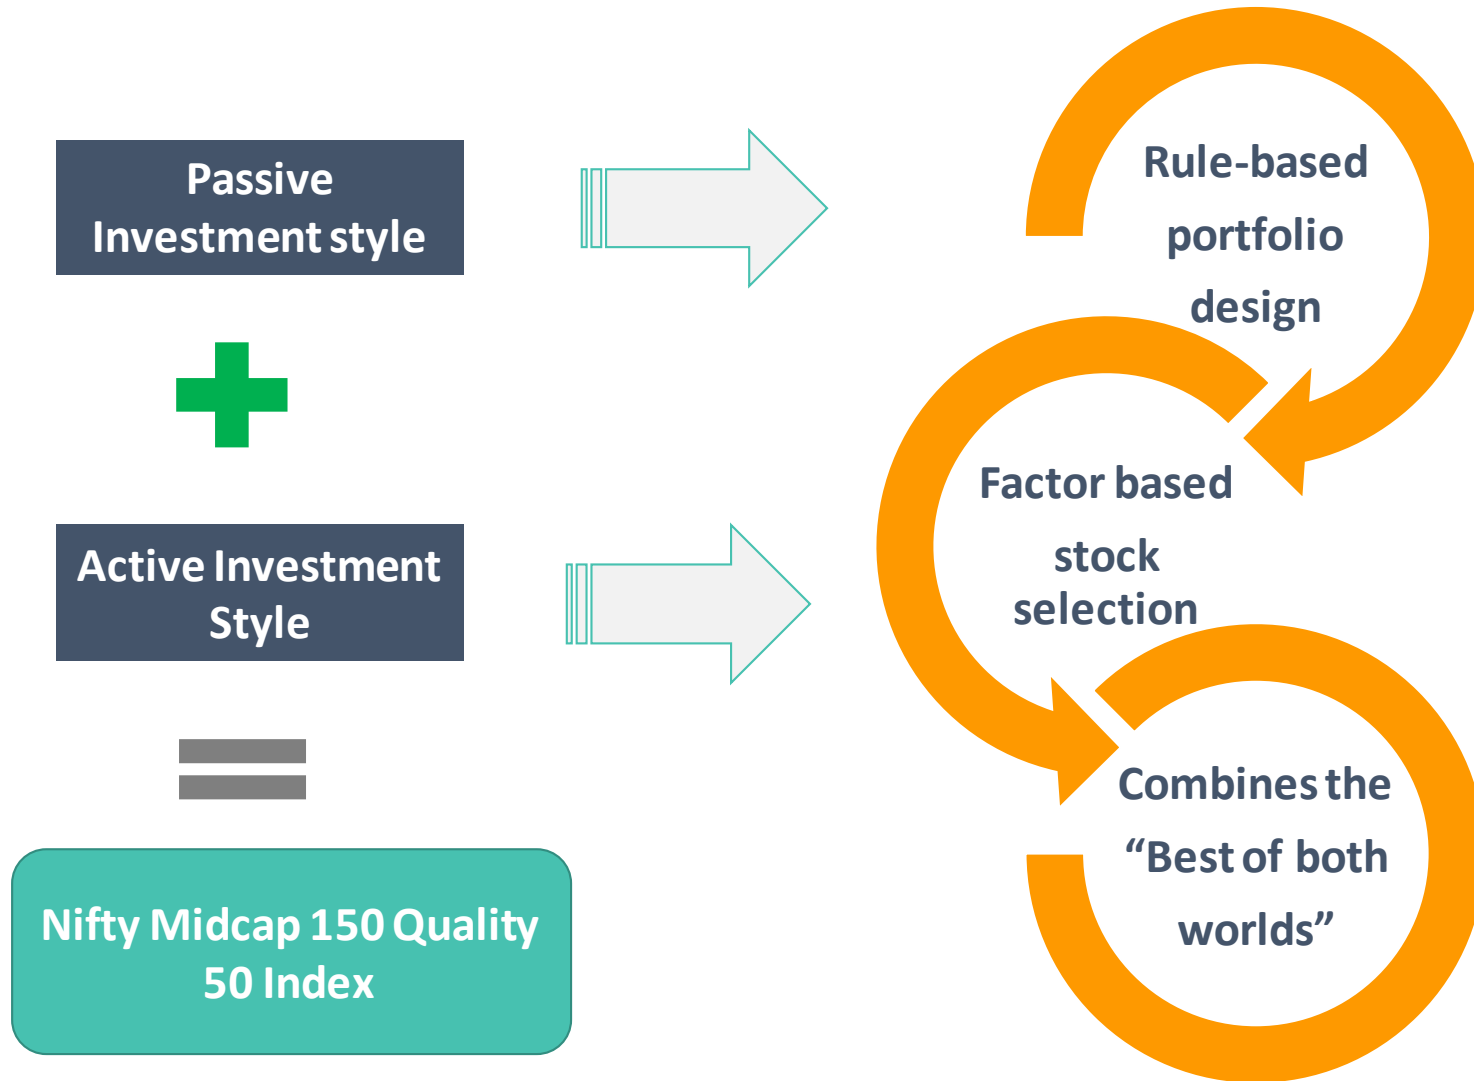 Passive
Investment style
Rule-based
portfolio
design
Active Investment
Style
Factor based
stock
selection
Nifty Midcap 150 Quality
50 Index
Combines the
“Best of both
worlds”